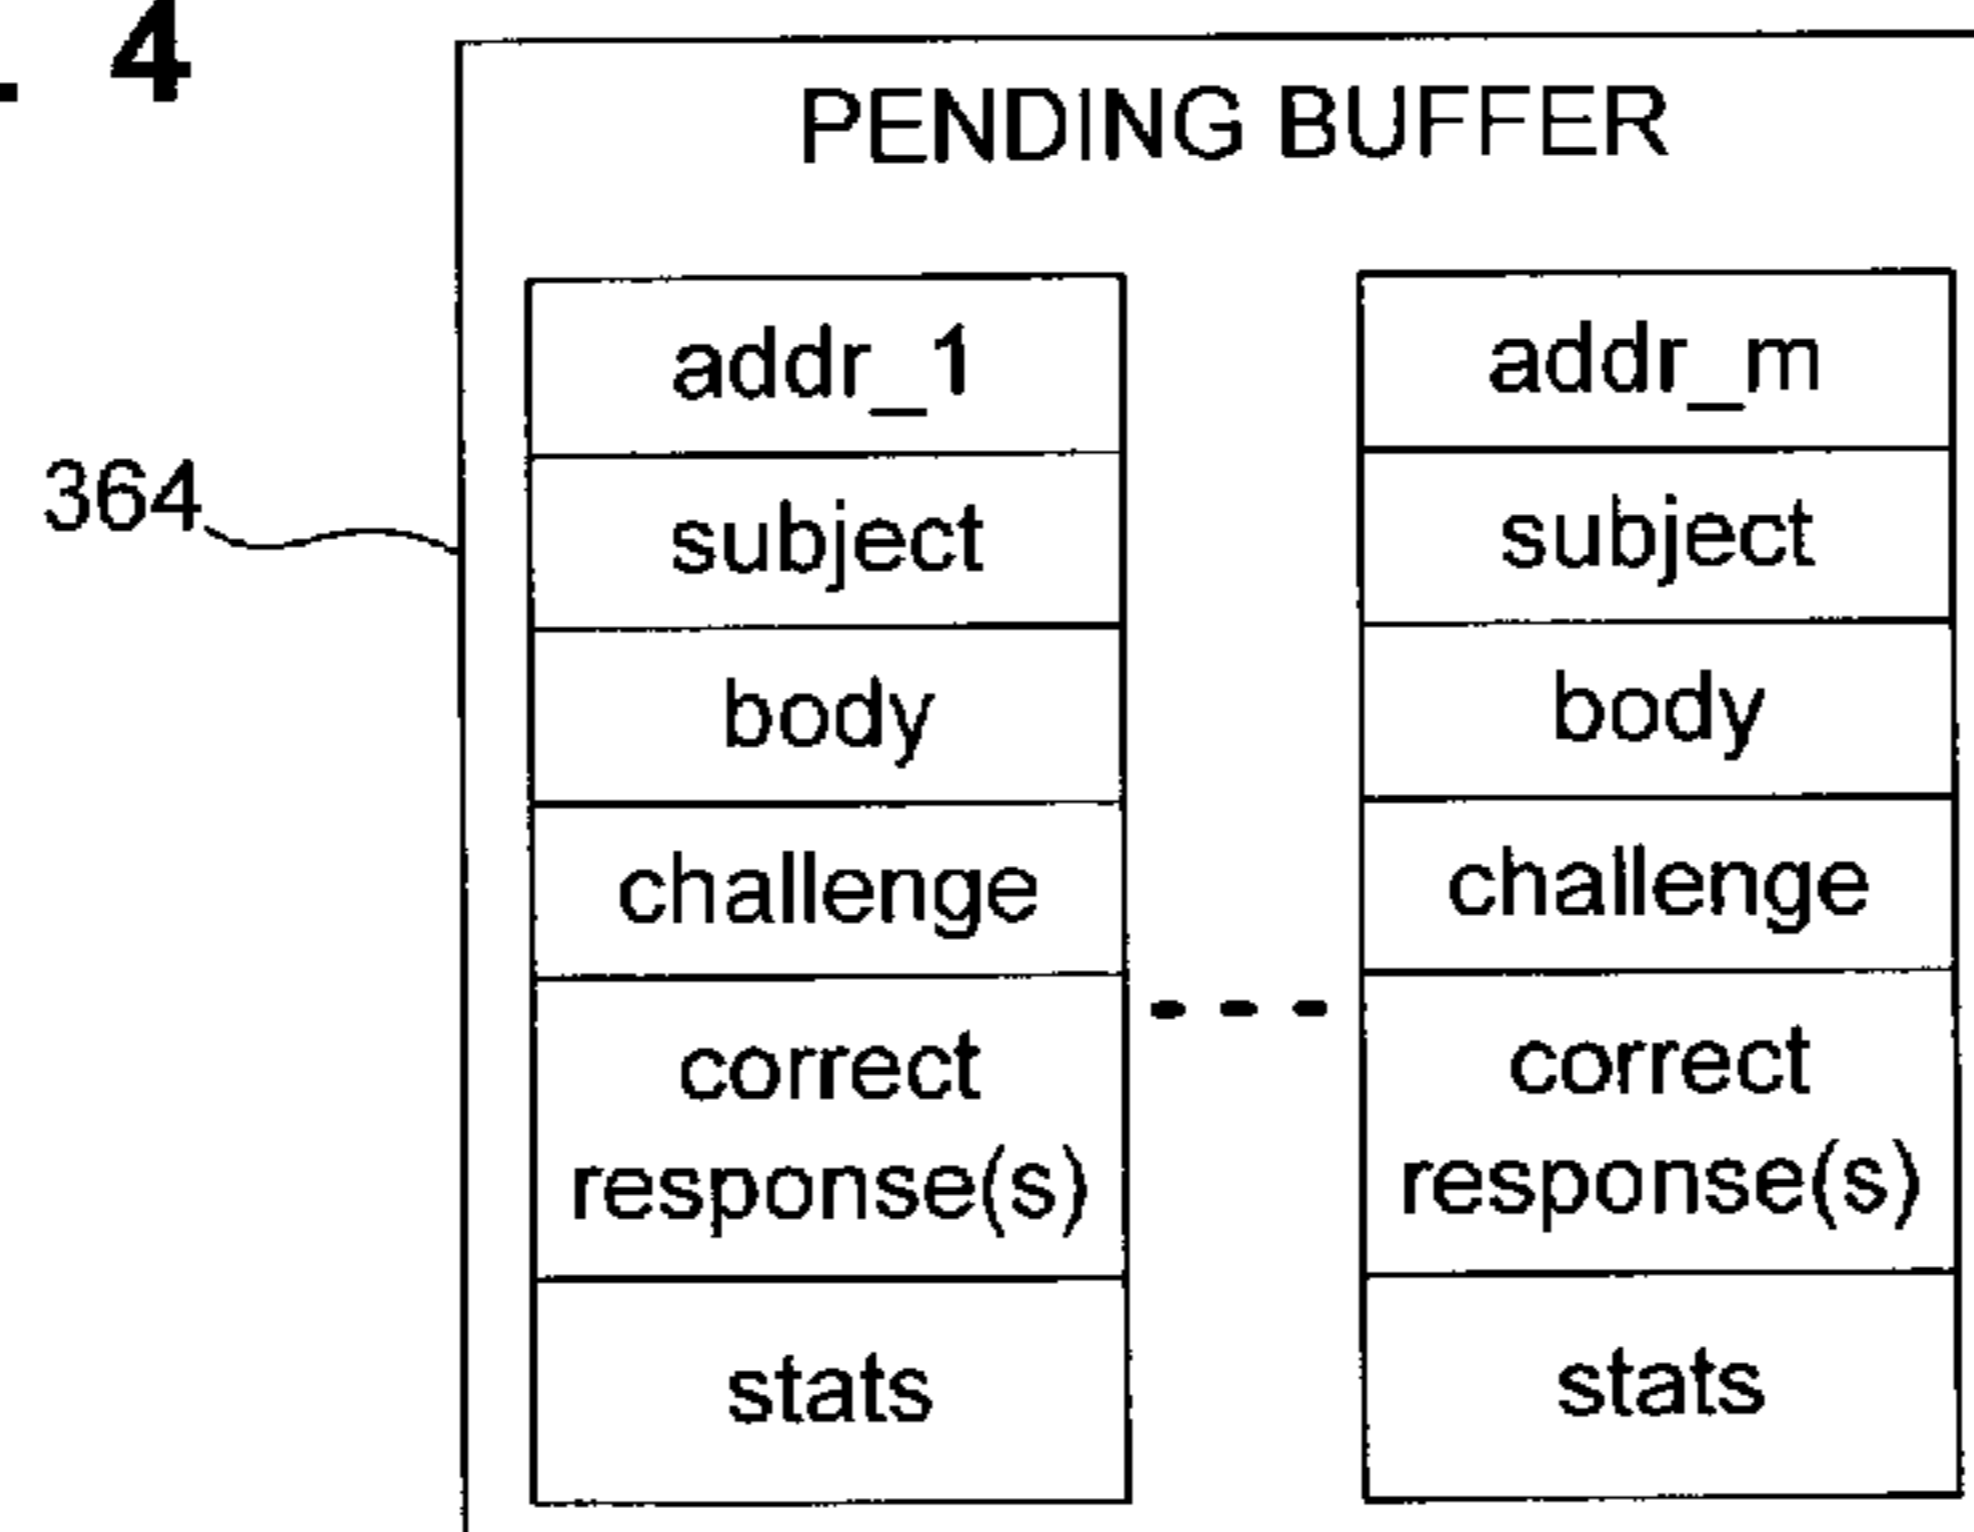 . 4
PENDING BUFFER
364
addr_1
subject
body
challenge
correct
response(s)
stats
addr_m
subject
body
challenge
correct
response(s)
stats